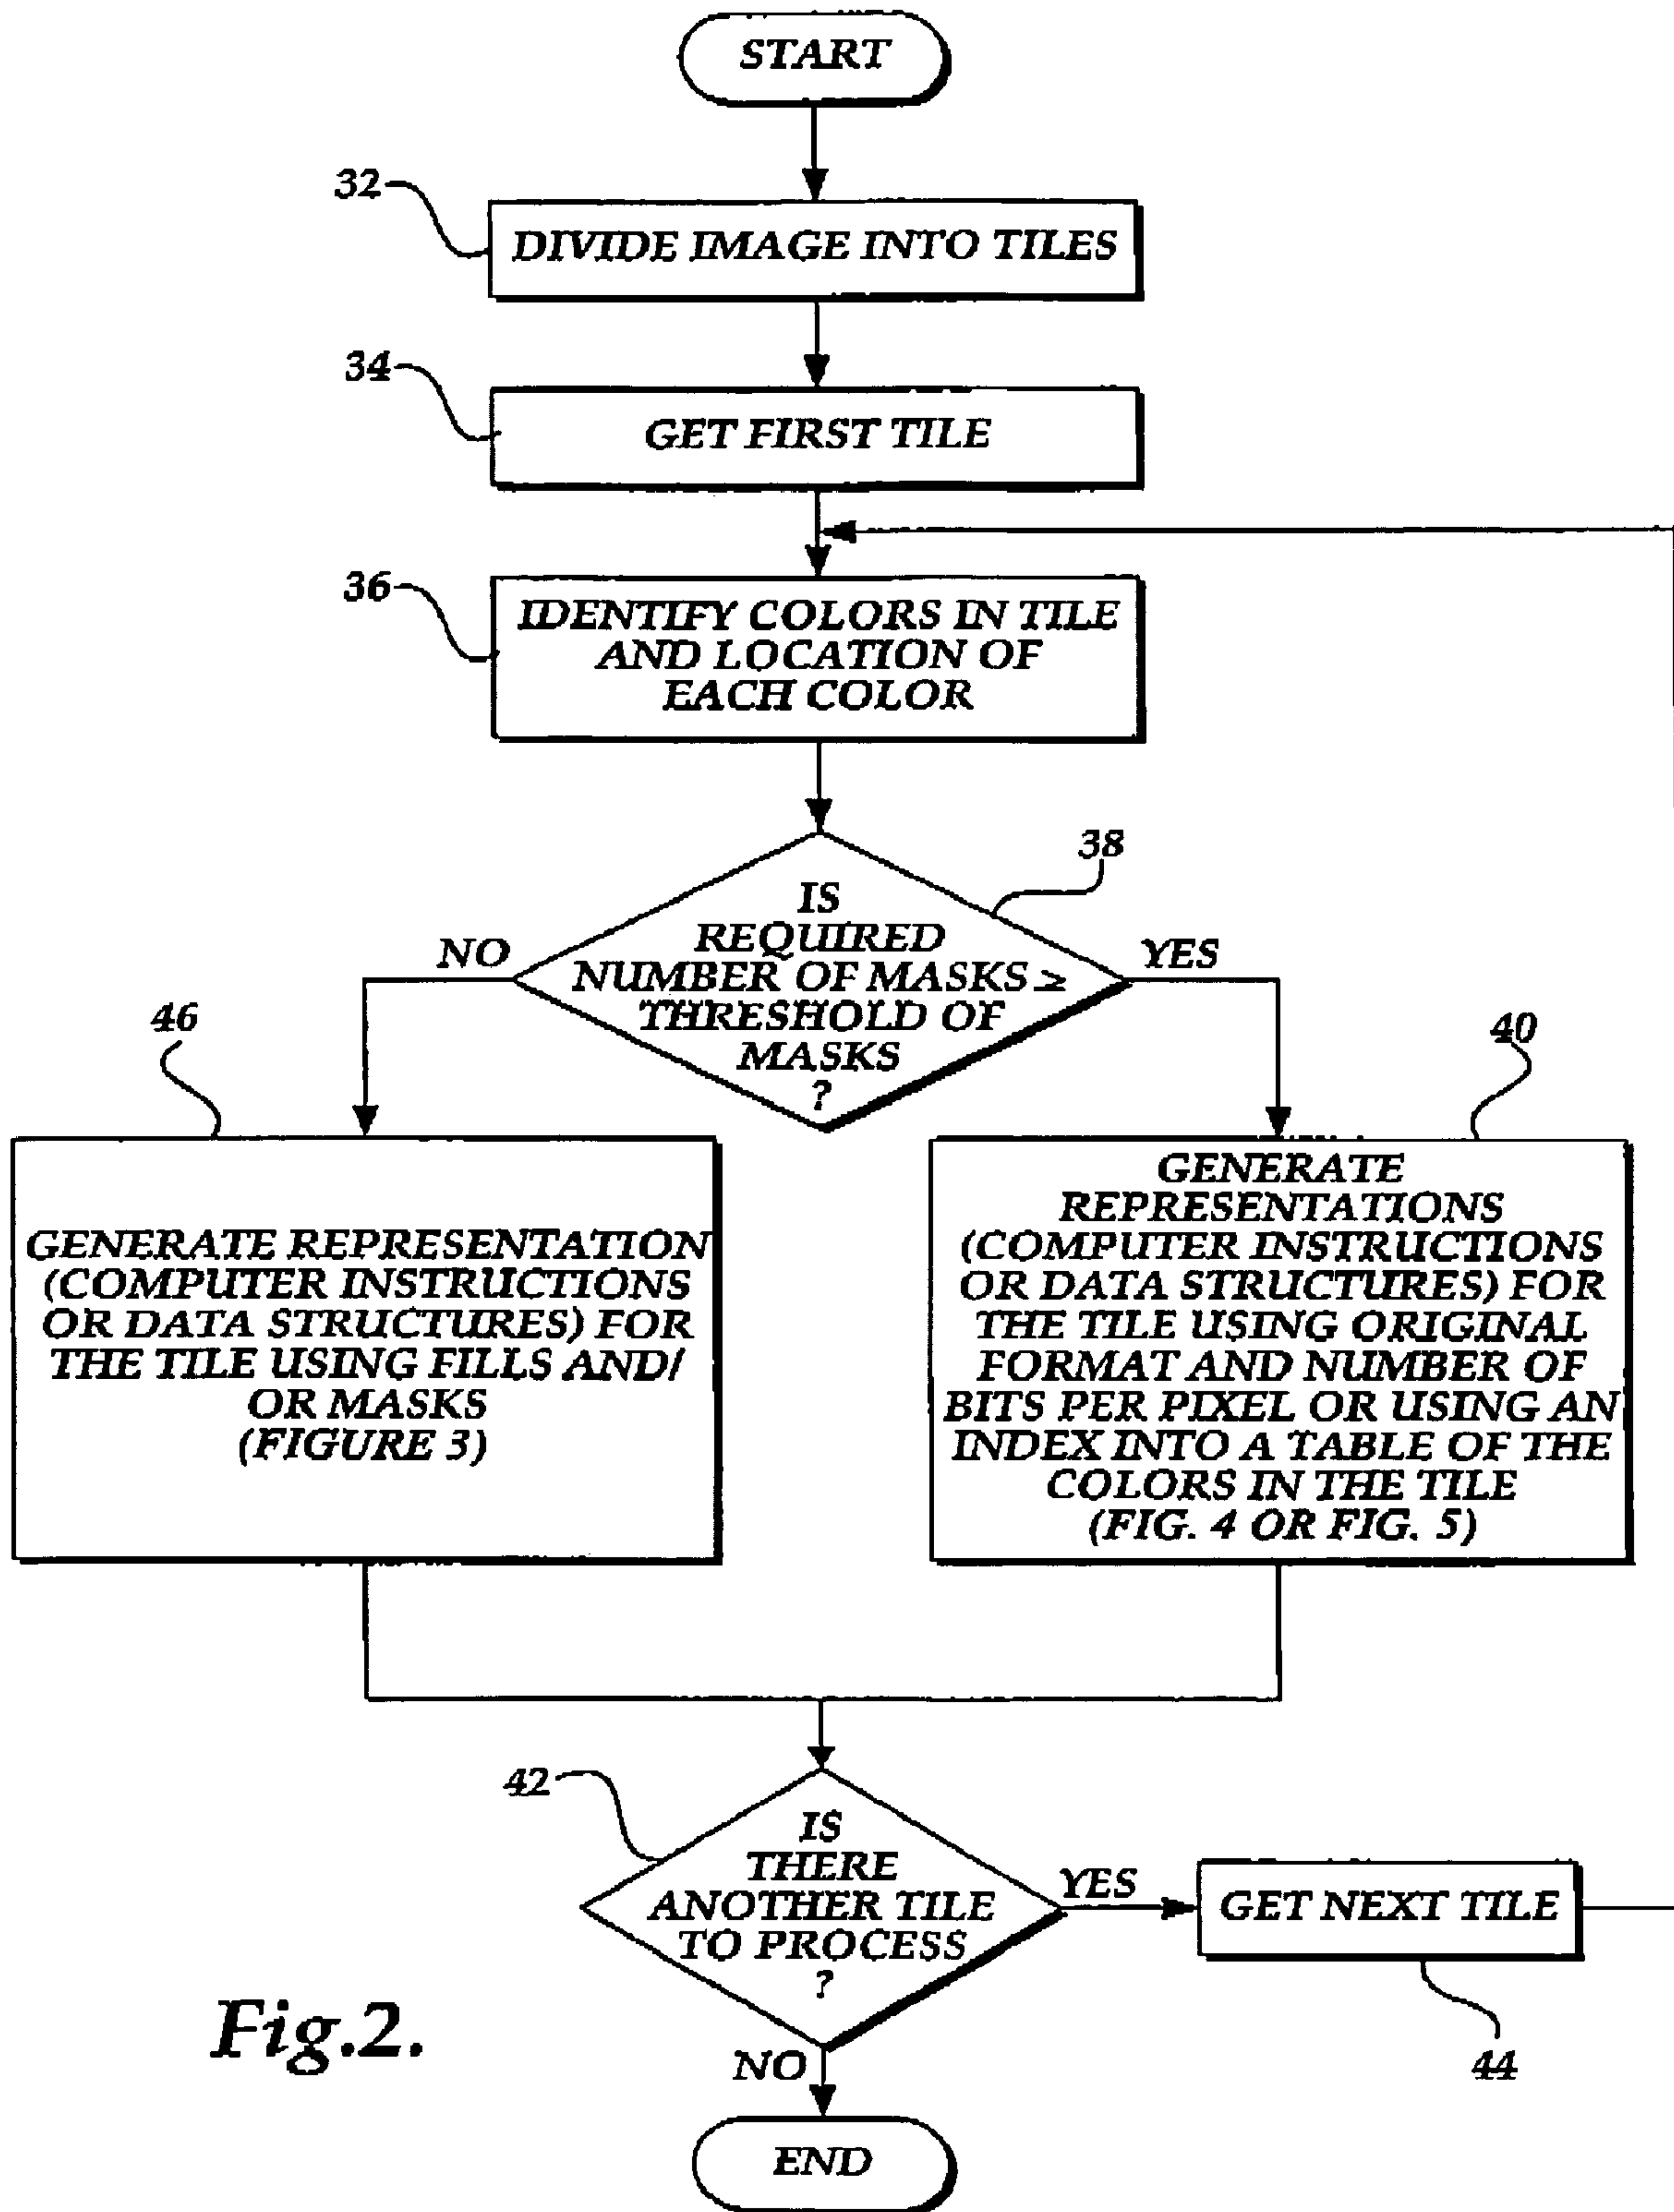 START
32
DIVIDE IMAGE INTO TILES
34
GET FIRST TILE
36
IDENTIFY COLORS IN TILE
AND LOCATION OF
EACH COLOR
38
IS
REQUIRED
NUMBER OF MASKS ≥
THRESHOLD OF
MASKS
?
NO
YES
46
GENERATE REPRESENTATION
(COMPUTER INSTRUCTIONS
OR DATA STRUCTURES) FOR
THE TILE USING FILLS AND/
OR MASKS
(FIGURE 3)
40
GENERATE
REPRESENTATIONS
(COMPUTER INSTRUCTIONS
OR DATA STRUCTURES) FOR
THE TILE USING ORIGINAL
FORMAT AND NUMBER OF
BITS PER PIXEL OR USING AN
INDEX INTO A TABLE OF THE
COLORS IN THE TILE
(FIG. 4 OR FIG. 5)
42
IS
THERE
ANOTHER TILE
TO PROCESS
?
YES
GET NEXT TILE
44
NO
END
Fig.2.